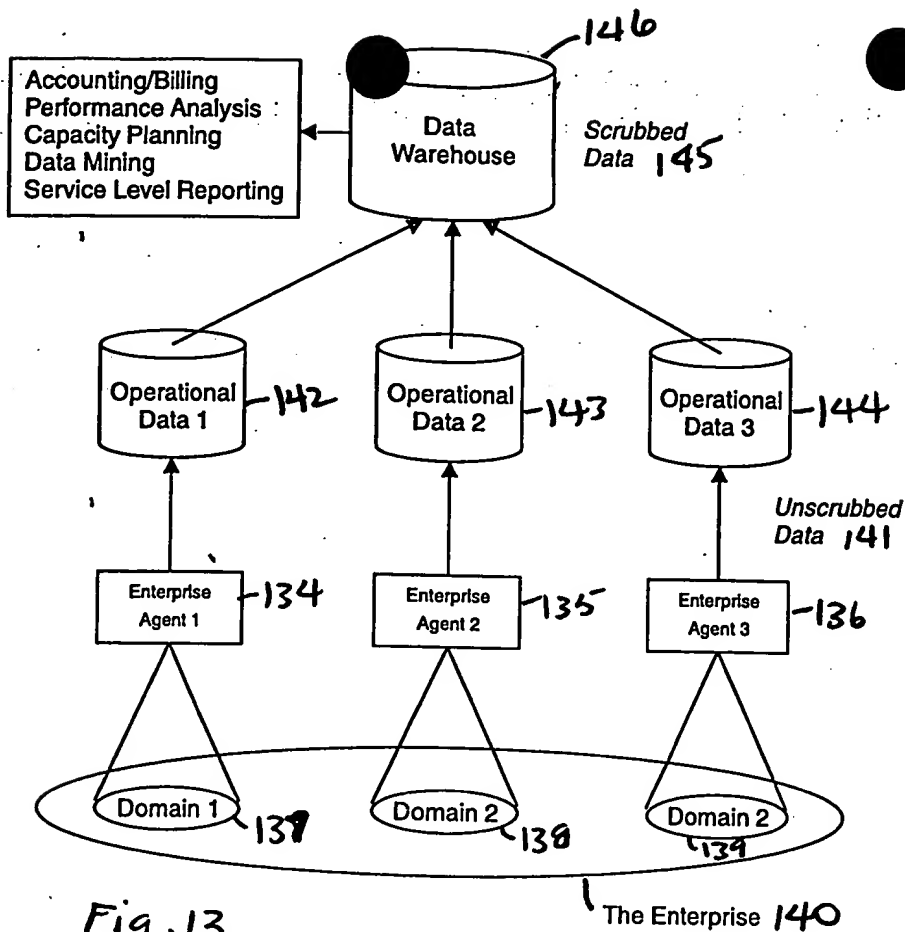 146
Accounting/Billing
Performance Analysis
Capacity Planning
Data Mining
Service Level Reporting
Data
Warehouse
Scrubbed
Data 145
Operational
Data 1
142
Operational
Data 2
143
Operational
Data 3
144
Unscrubbed
Data 141
Enterprise
Agent 1
134
Enterprise
Agent 2
135
Enterprise
Agent 3
136
Domain 1
137
Domain 2
138
Domain 2
139
The Enterprise 140
Fig. 13